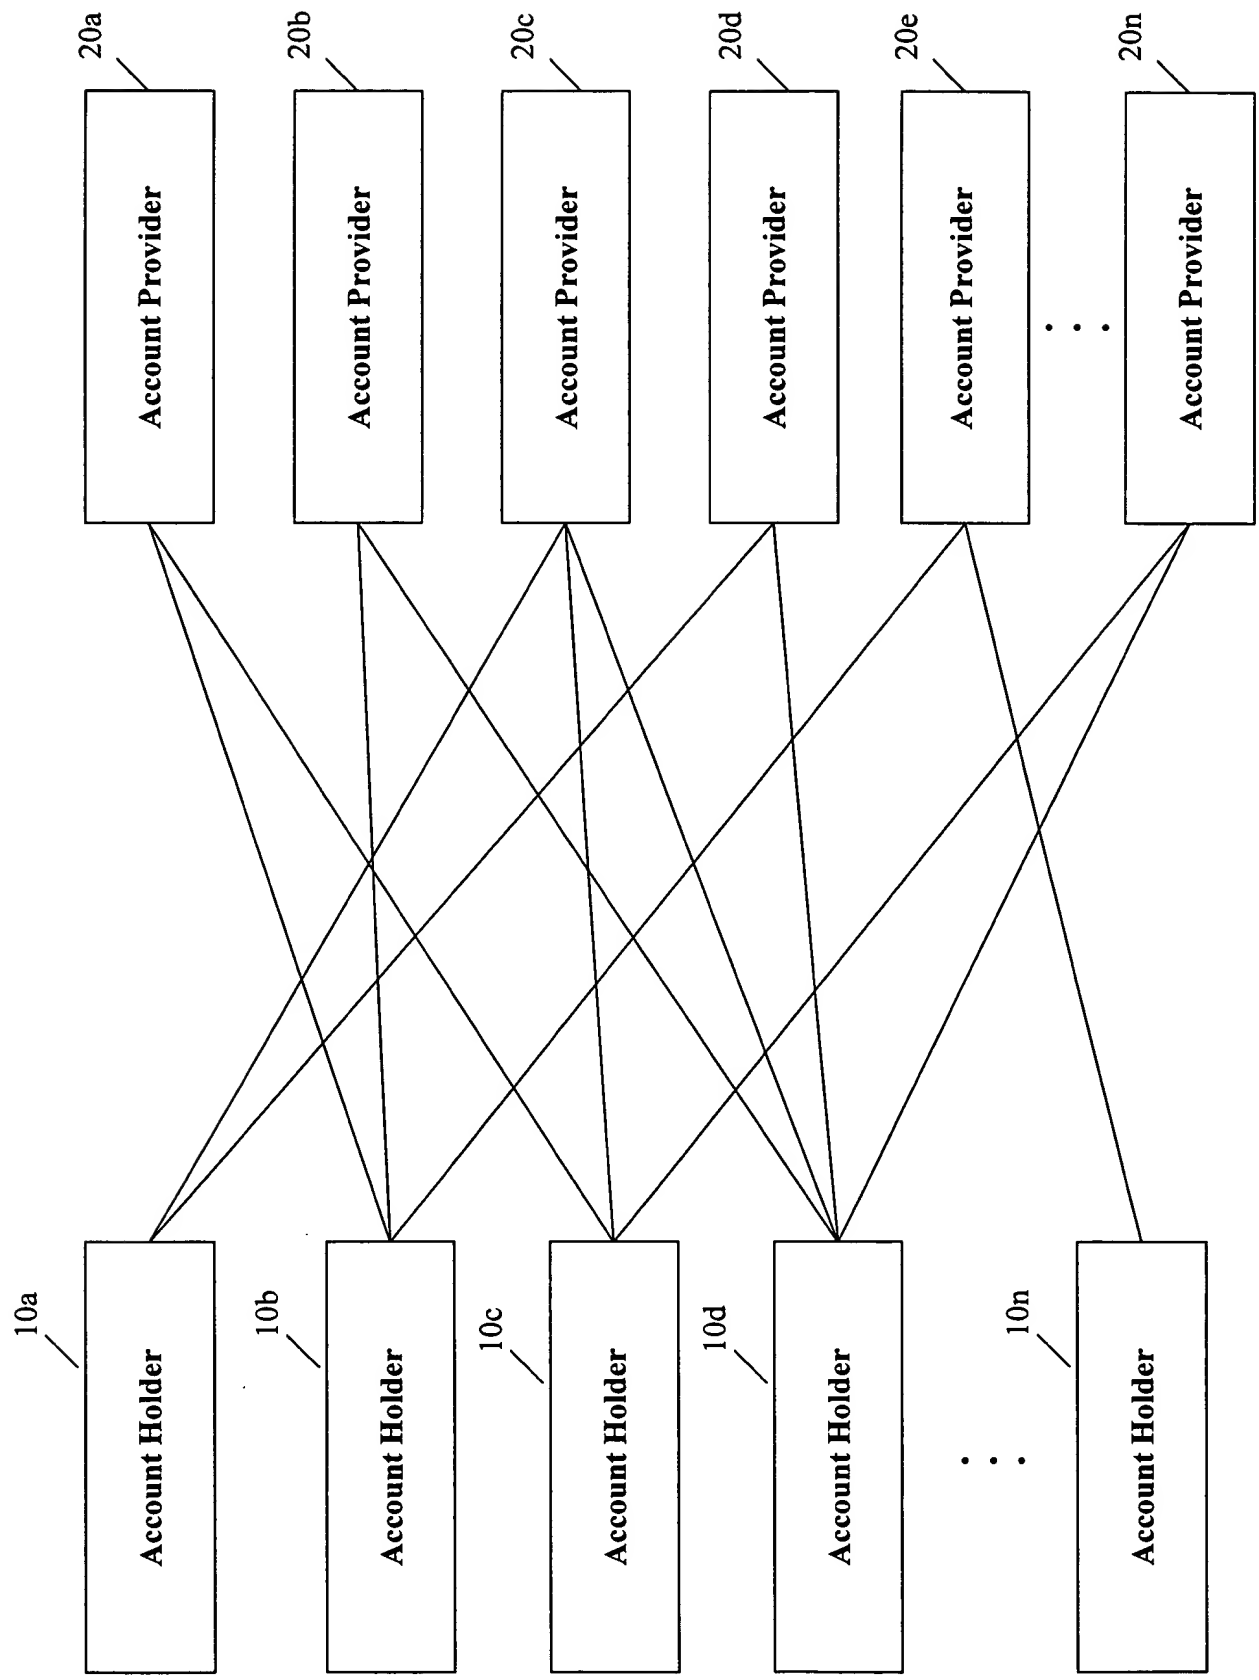 10a
Account Holder
10b
Account Holder
10c
Account Holder
10d
Account Holder
. . .
10n
Account Holder
20a
Account Provider
20b
Account Provider
20c
Account Provider
20d
Account Provider
20e
Account Provider
. . .
20n
Account Provider